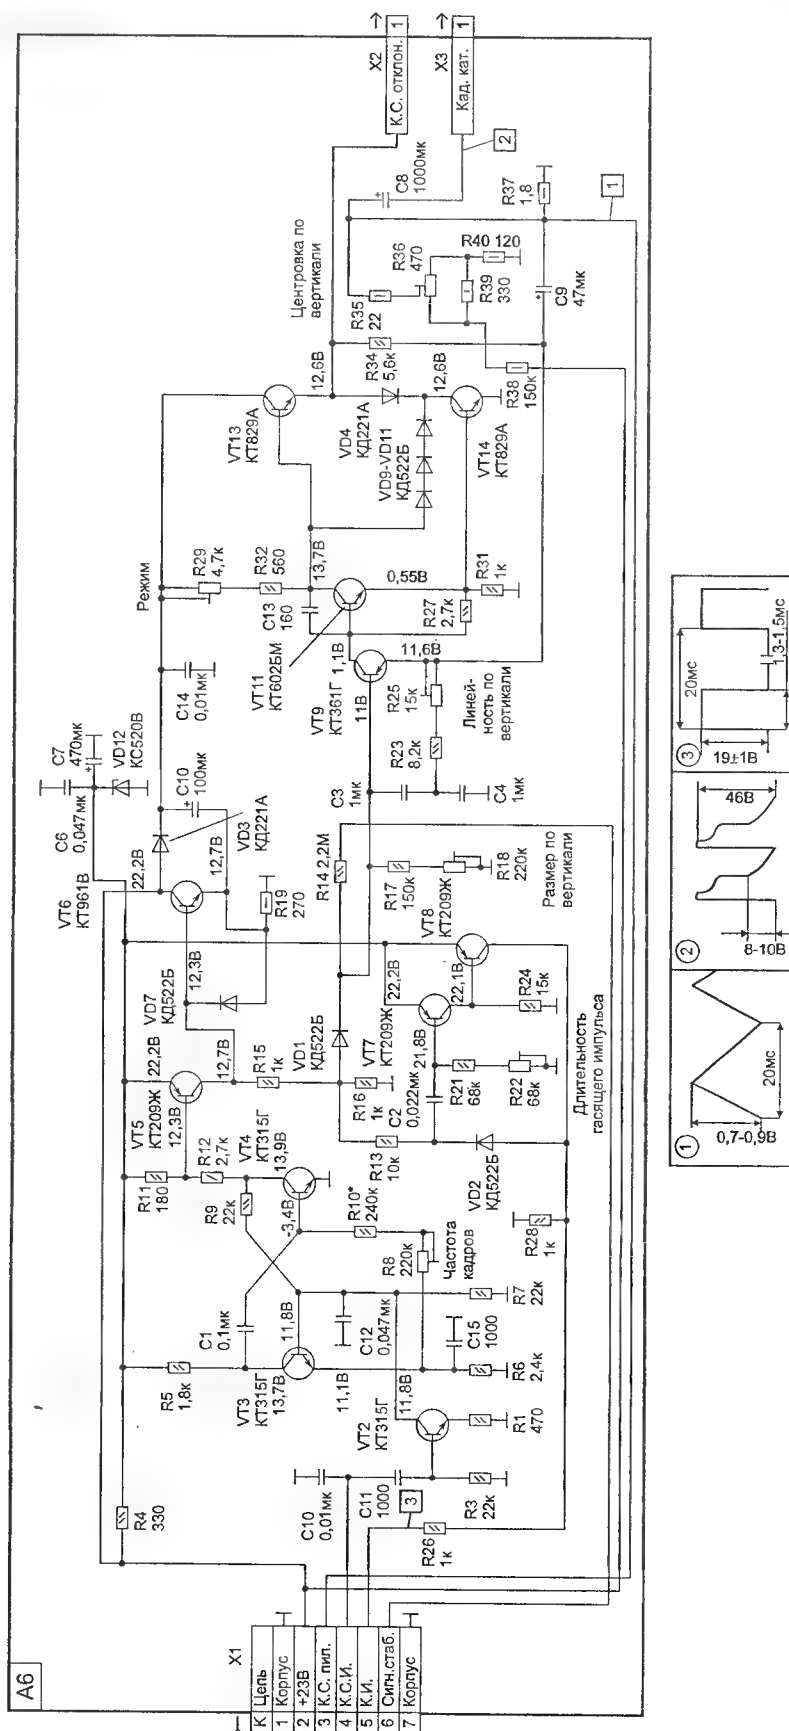 A6
X1
К Цепь
1 Корпус
2 +23В
3 К.С. пил.
4 К.С.И.
5 К.И.
6 Сигн.стаб.
7 Корпус
R4
330
R5
1,8к
C1
0,1мк
VT3
КТ315Г
13,7В
11,8В
11,1В
11,8В
VT2
КТ315Г
C10
0,01мк
C11
1000
3
R26
1к
R3
22к
R1
470
R6
2,4к
C15
1000
R7
22к
C12
0,047мк
R11
180
R12
2,7к
R9
22к
VT5
КТ209Ж
12,3В
22,2В
12,7В
VT4
КТ315Г
13,9В
-3,4В
R10*
240к
R8
220к
Частота
кадров
R28
1к
VD2
КД522Б
R13
10к
C2
0,022мк
R16
1к
R15
1к
VD1
КД522Б
VD7
КД522Б
12,3В
VT6
КТ961В
22,2В
12,7В
R19
270
VD3
КД221А
C10
100мк
C6
0,047мк
C7
470мк
VD12
КС520В
VT7
КТ209Ж
21,8В
22,2В
22,1В
VT8
КТ209Ж
R21
68к
R22
68к
R24
15к
Длительность
гасящего импульса
R14 2,2М
R17
150к
R18
220к
Размер по
вертикали
C3
1мк
C4
1мк
R23
8,2к
R25
15к
Линей-
ность по
вертикали
VT9
КТ361Г
11В
1,1В
11,6В
VT11
КТ602БМ
C13
160
C14
0,01мк
Режим
R29
4,7к
R32
560
13,7В
0,55В
R27
2,7к
R31
1к
VT13
КТ829А
12,6В
VD4
КД221А
VD9-VD11
КД522Б
VT14
КТ829А
12,6В
R34
5,6к
Центровка по
вертикали
R35
22
R36
470
R38
150к
R39
330
R40 120
C9
47мк
C8
1000мк
R37
1,8
2
1
X2
К.С. отклон. 1
X3
Кад. кат. 1
1
0,7-0,9В
20мс
2
8-10В
46В
3
19±1В
20мс
1,3-1,5мс